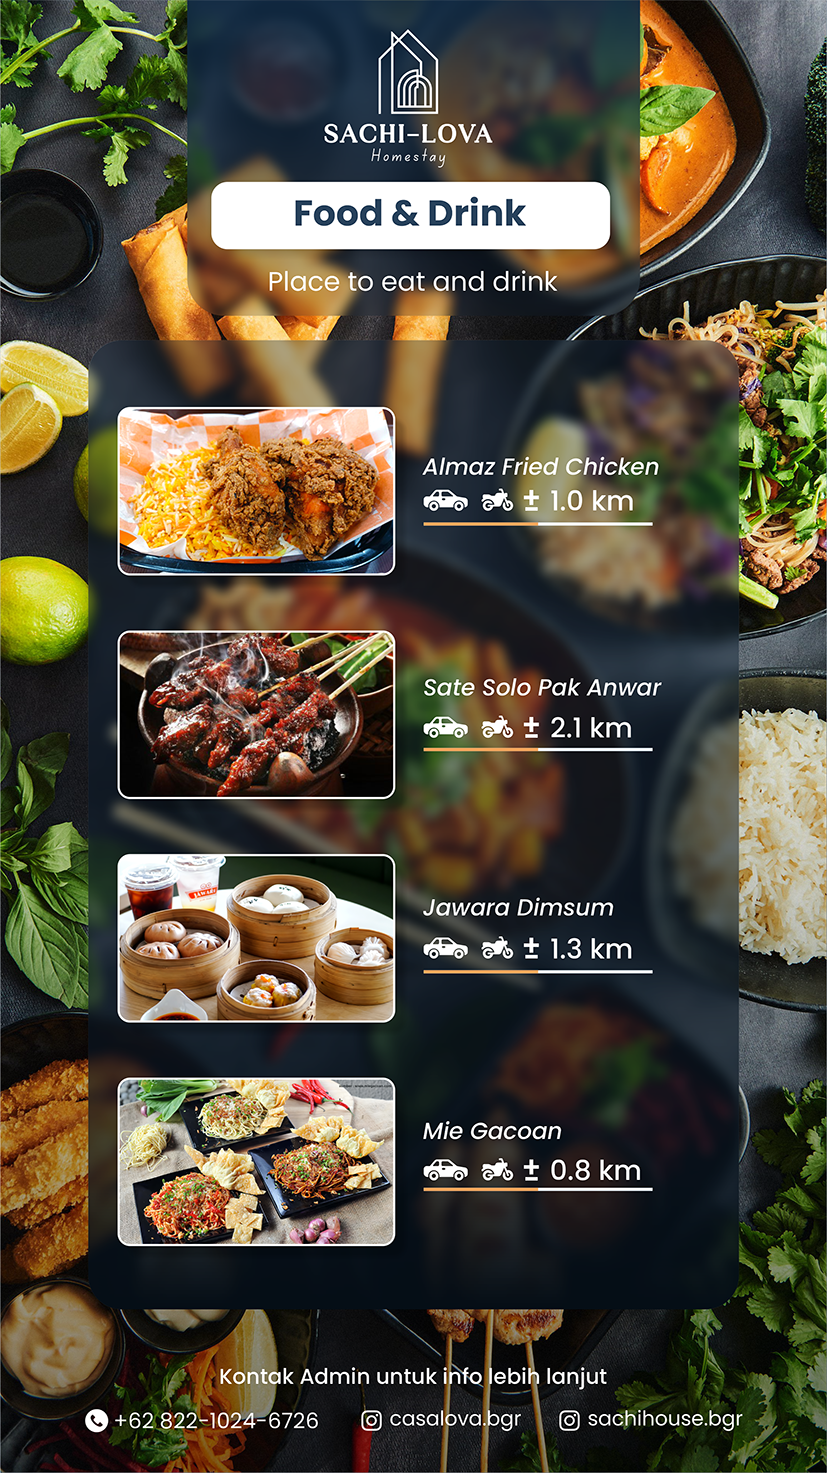 SACHI-LOVA
Homestay
Food & Drink
Place to eat and drink
Almaz Fried Chicken
± 1.0 km
Sate Solo Pak Anwar
± 2.1 km
JAWARA
Jawara Dimsum
± 1.3 km
Mie Gacoan
± 0.8 km
Kontak Admin untuk info lebih lanjut
+62 822-1024-6726 casalova.bgr sachihouse.bgr